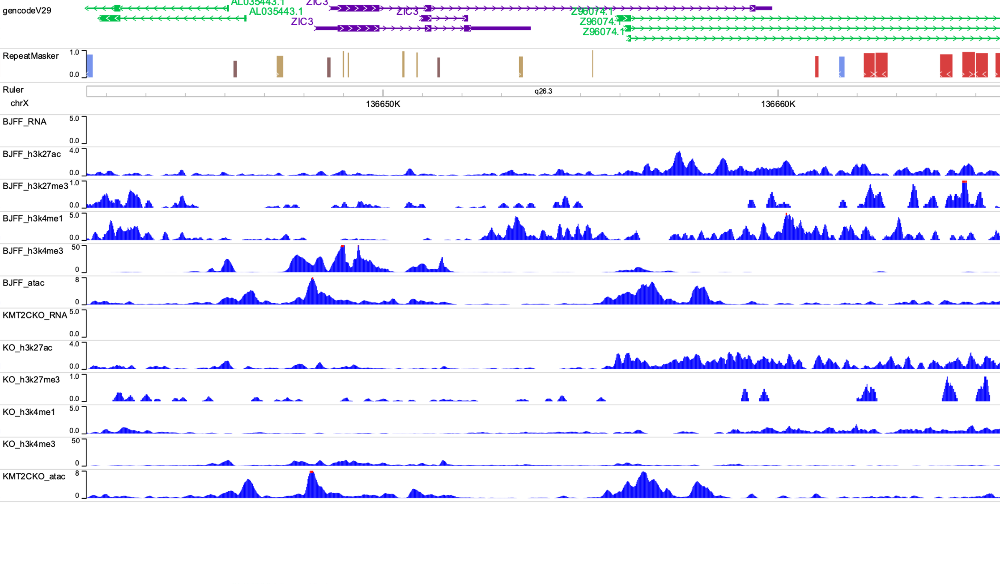 AL035443.1 ZIC3
gencodeV29 AL035443.1 ZIC3 Z96074.1
ZIC3 Z96074.1
Z96074.1
RepeatMasker 1.0
0.0
Ruler q26.3
chrX 136650K 136660K
BJFF_RNA 5.0
0.0
BJFF_h3k27ac 4.0
0.0
BJFF_h3k27me3 1.0
0.0
BJFF_h3k4me1 5.0
0.0
BJFF_h3k4me3 50
0
BJFF_atac 8
0
KMT2CKO_RNA 5.0
0.0
KO_h3k27ac 4.0
0.0
KO_h3k27me3 1.0
0.0
KO_h3k4me1 5.0
0.0
KO_h3k4me3 50
0
KMT2CKO_atac 8
0